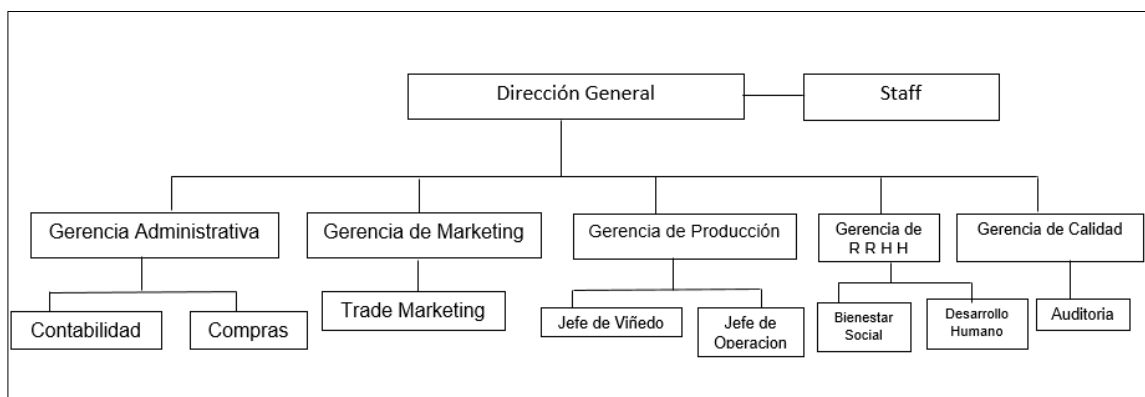 Dirección General
Staff
Gerencia Administrativa
Gerencia de Marketing
Gerencia de Producción
Gerencia de
R R H H
Gerencia de Calidad
Contabilidad
Compras
Trade Marketing
Jefe de Viñedo
Jefe de
Operacion
Bienestar
Social
Desarrollo
Humano
Auditoria